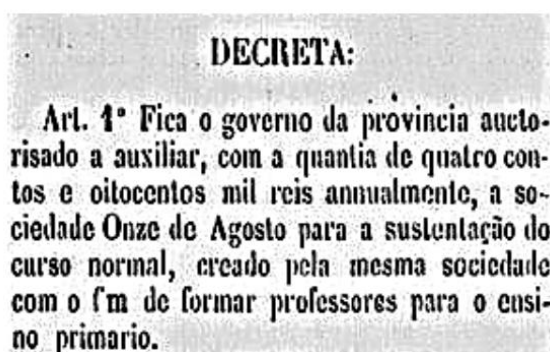 DECRETA:
Art. 1º Fica o governo da provincia aucto-
risado a auxiliar, com a quantia de quatro con-
tos e oitocentos mil reis annualmente, a so-
ciedade Onze de Agosto para a sustentação do
curso normal, creado pela mesma sociedade
com o fm de formar professores para o ensi-
no primario.